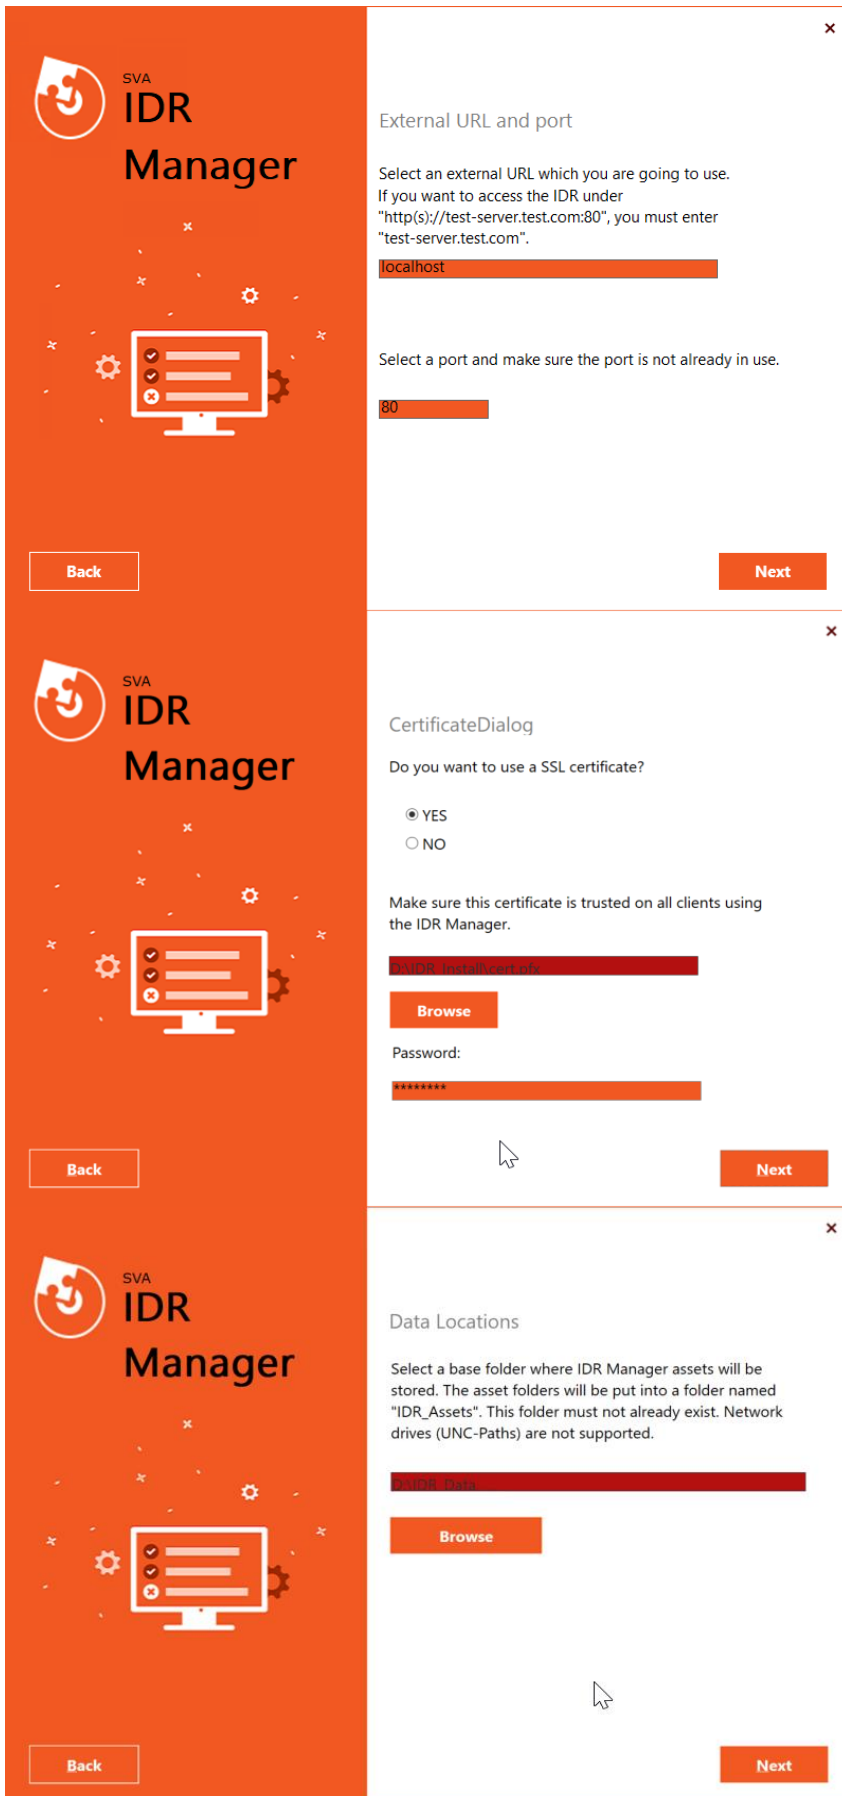 SVA
IDR
Manager
×
External URL and port
Select an external URL which you are going to use.
If you want to access the IDR under
"http(s)://test-server.test.com:80", you must enter
"test-server.test.com".
localhost
Select a port and make sure the port is not already in use.
80
Back
Next
SVA
IDR
Manager
×
CertificateDialog
Do you want to use a SSL certificate?
YES
NO
Make sure this certificate is trusted on all clients using
the IDR Manager.
D:\IDR_Install\cert.pfx
Browse
Password:
********
Back
Next
SVA
IDR
Manager
×
Data Locations
Select a base folder where IDR Manager assets will be
stored. The asset folders will be put into a folder named
"IDR_Assets". This folder must not already exist. Network
drives (UNC-Paths) are not supported.
D:\IDR_Data
Browse
Back
Next